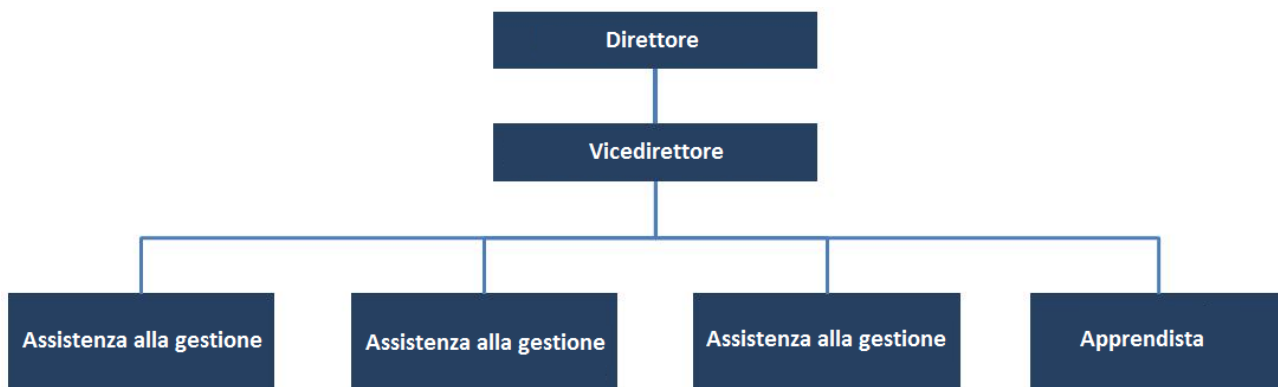 Direttore
Vicedirettore
Assistenza alla gestione
Assistenza alla gestione
Assistenza alla gestione
Apprendista